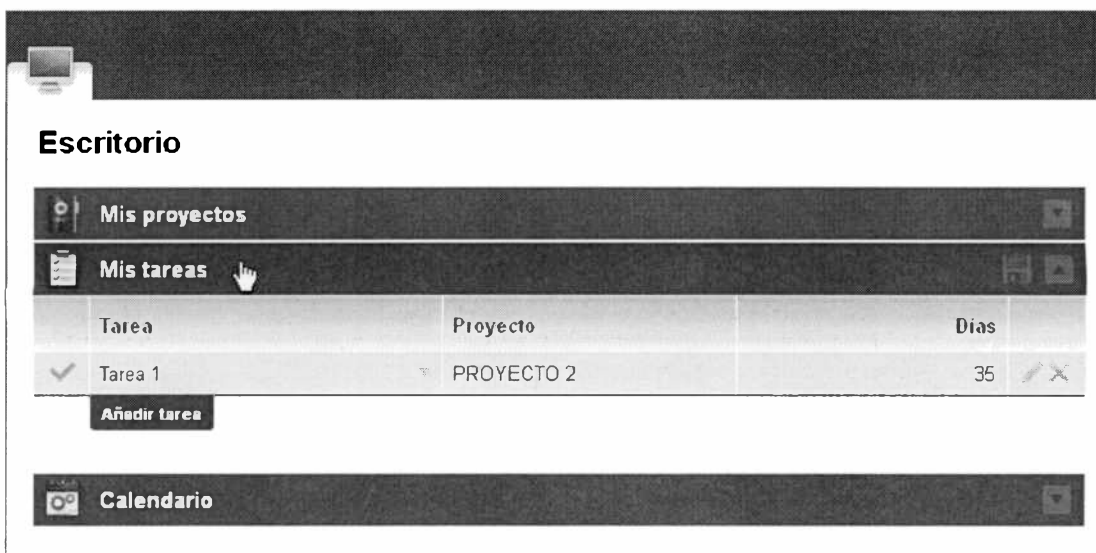 Escritorio
Mis proyectos
Mis tareas
Tarea Proyecto Días
Tarea 1 PROYECTO 2 35
Añadir tarea
Calendario